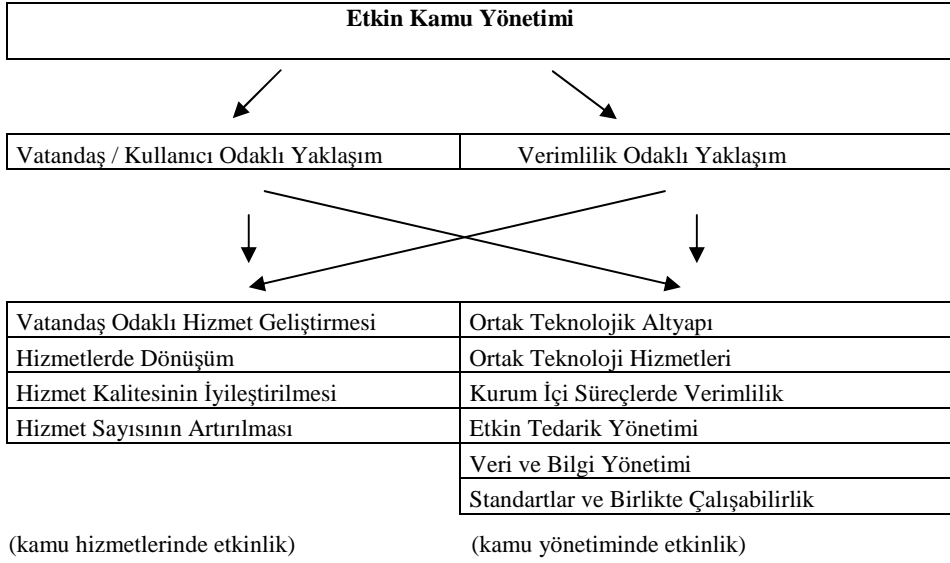 Etkin Kamu Yönetimi
Vatandaş / Kullanıcı Odaklı Yaklaşım
Verimlilik Odaklı Yaklaşım
Vatandaş Odaklı Hizmet Geliştirmesi
Hizmetlerde Dönüşüm
Hizmet Kalitesinin İyileştirilmesi
Hizmet Sayısının Artırılması
Ortak Teknolojik Altyapı
Ortak Teknoloji Hizmetleri
Kurum İçi Süreçlerde Verimlilik
Etkin Tedarik Yönetimi
Veri ve Bilgi Yönetimi
Standartlar ve Birlikte Çalışabilirlik
(kamu hizmetlerinde etkinlik)
(kamu yönetiminde etkinlik)